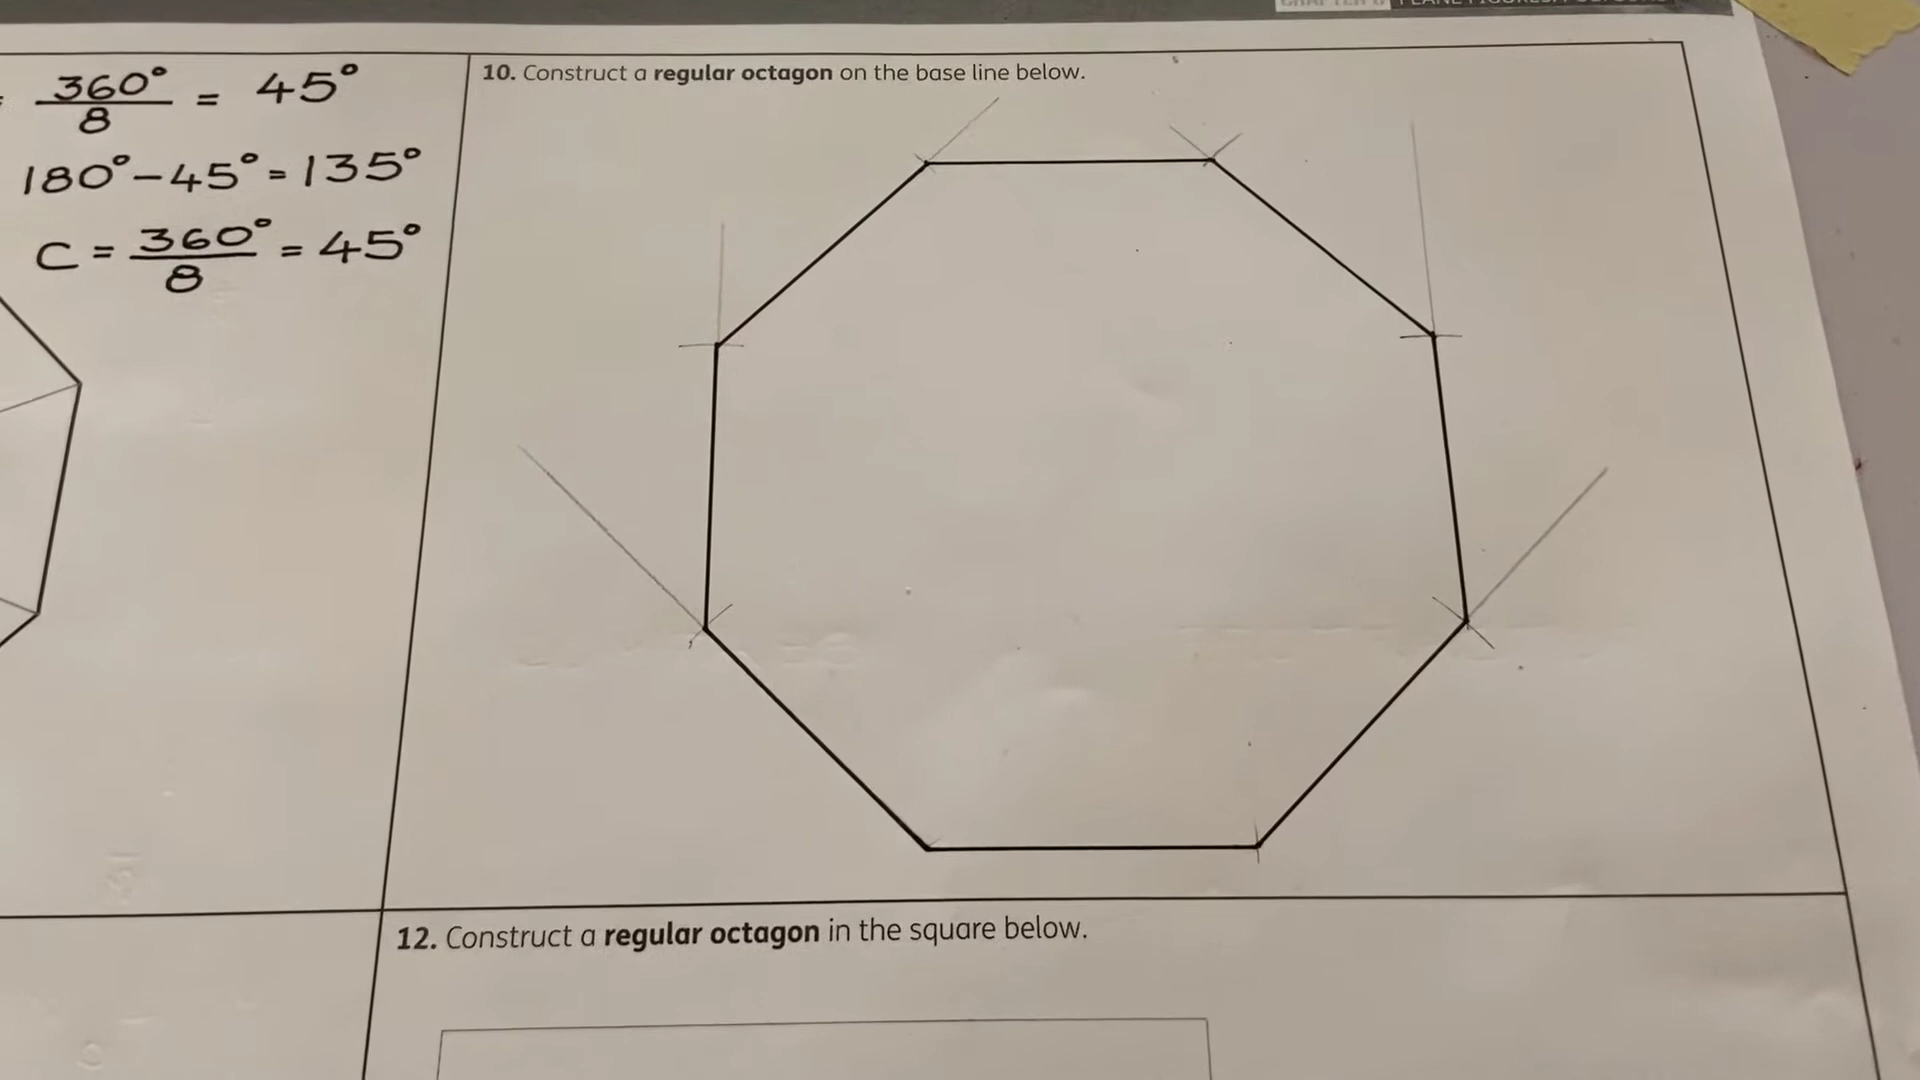 = 360° / 8 = 45°
180° – 45° = 135°
C = 360° / 8 = 45°
10. Construct a regular octagon on the base line below.
12. Construct a regular octagon in the square below.